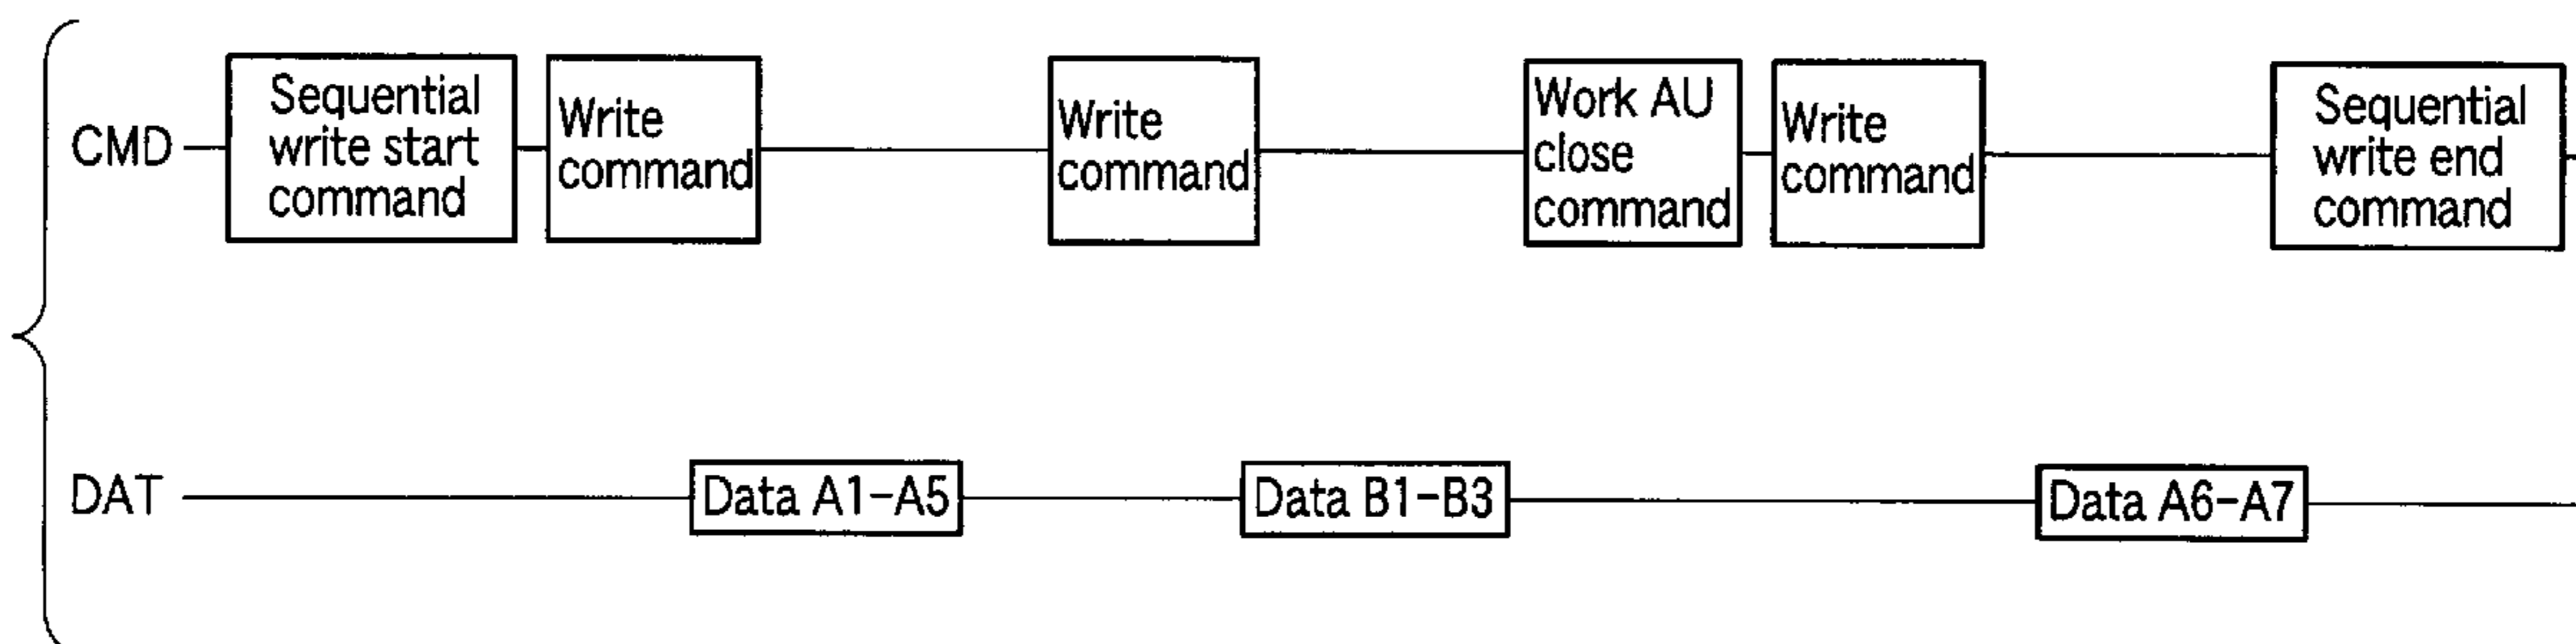 CMD
Sequential
write start
command
Write
command
Write
command
Work AU
close
command
Write
command
Sequential
write end
command
DAT
Data A1-A5
Data B1-B3
Data A6-A7